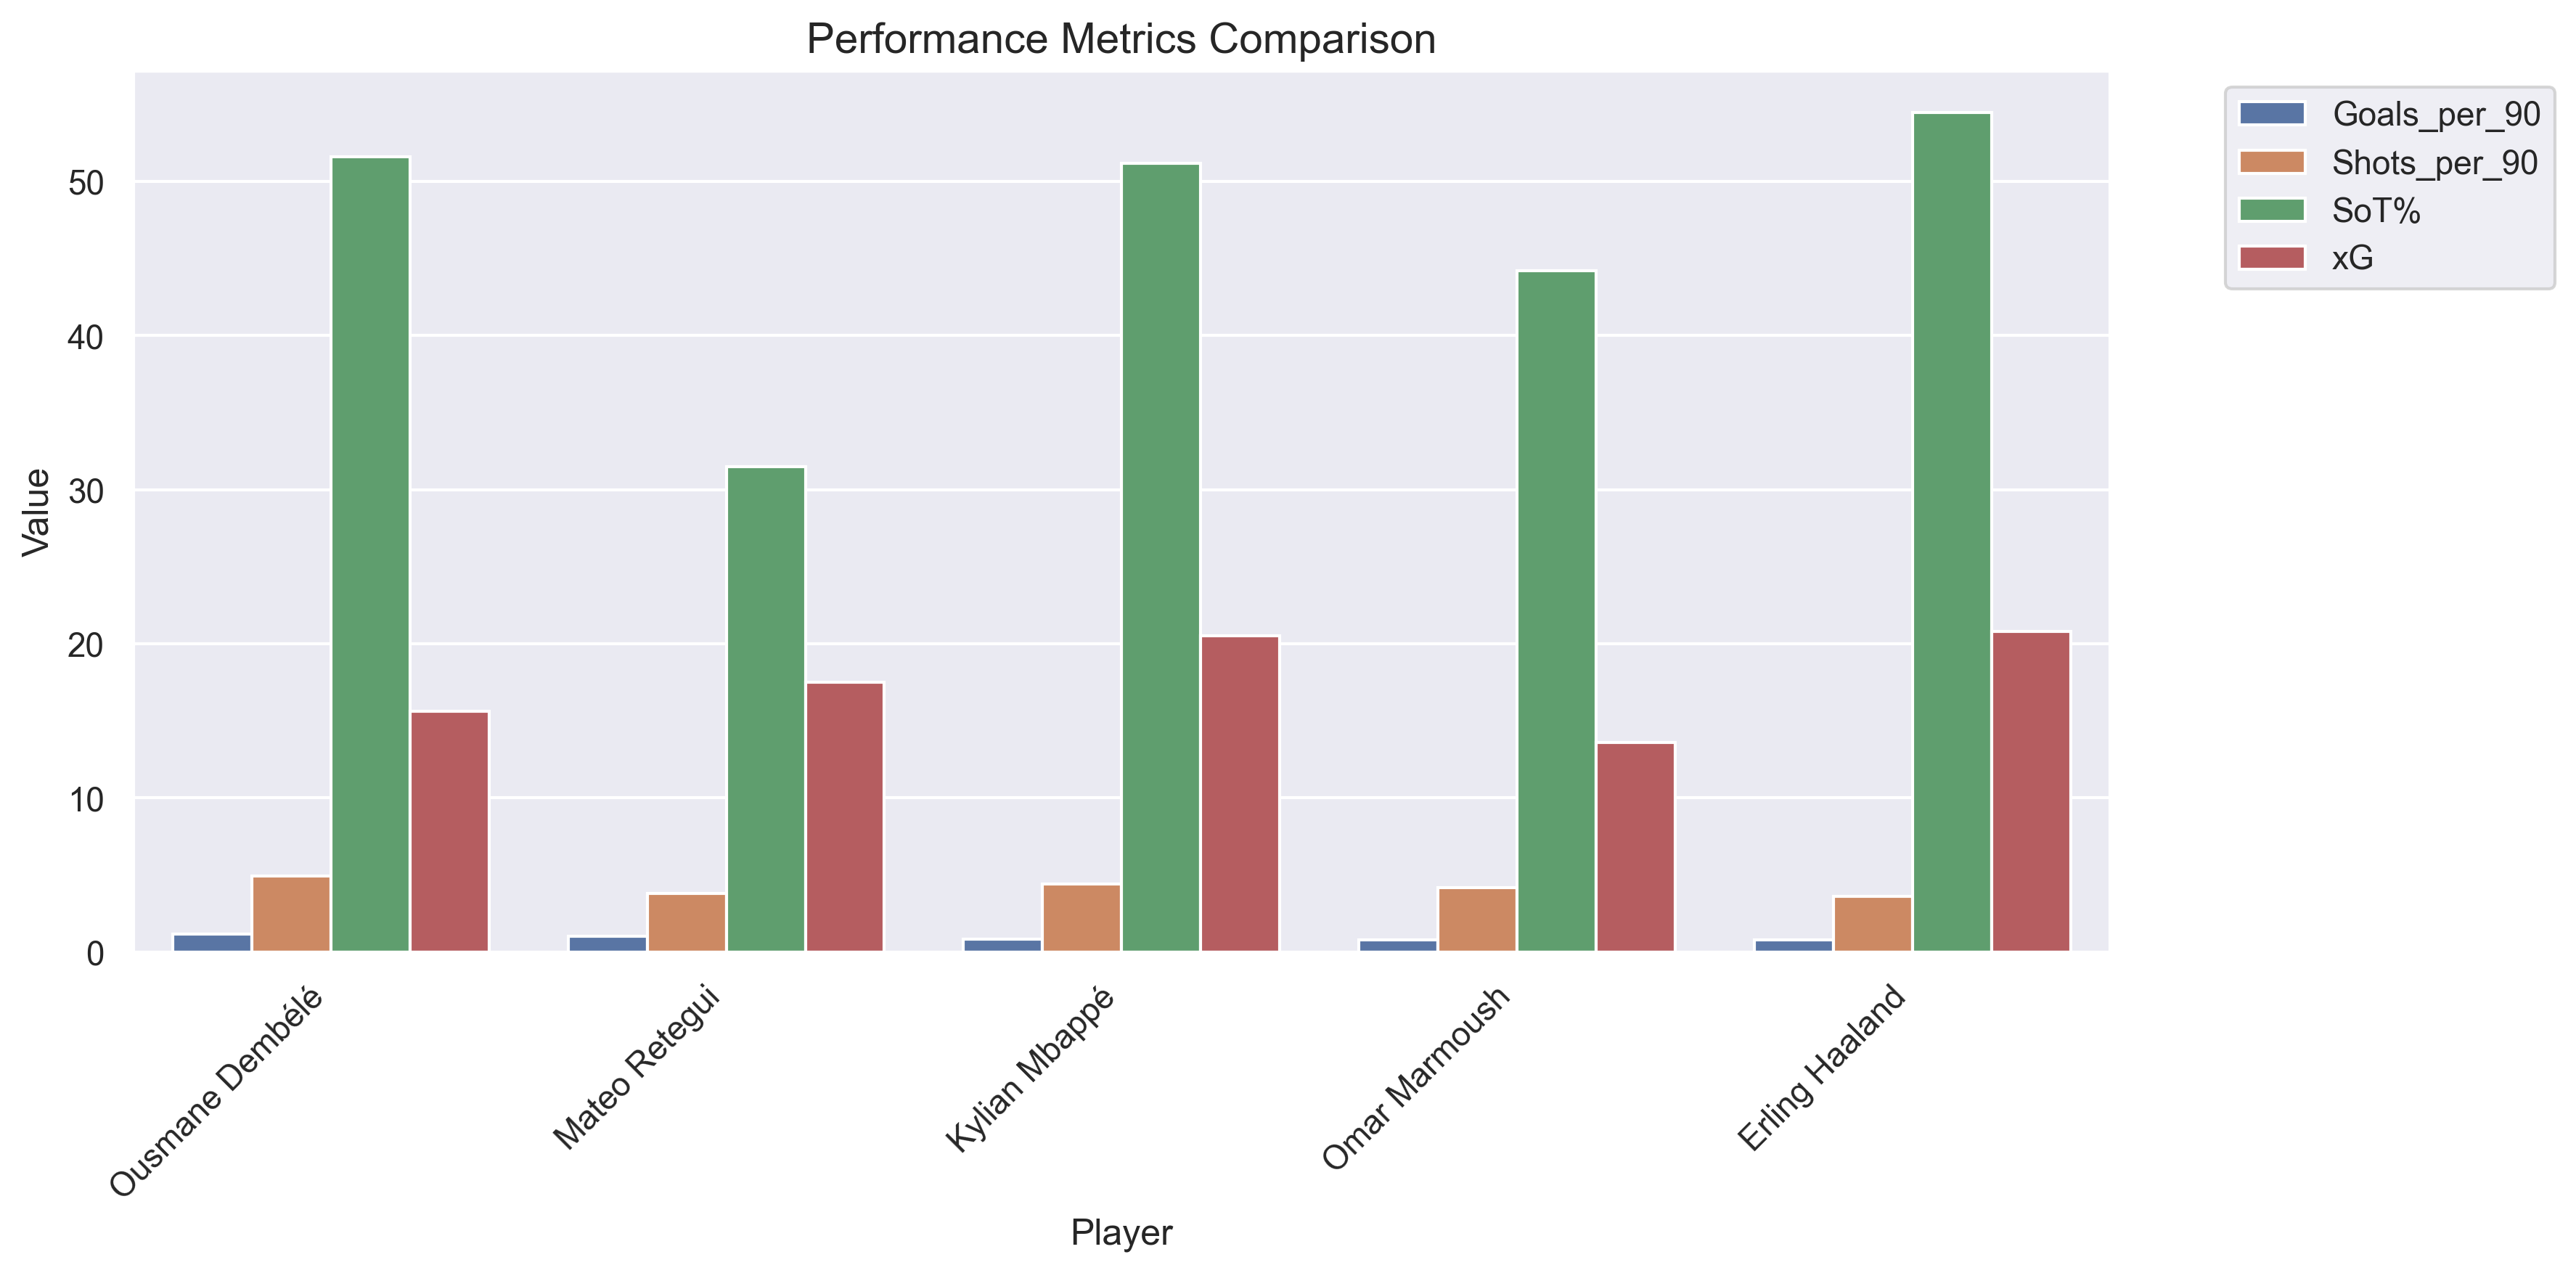 Performance Metrics Comparison
Goals_per_90
Shots_per_90
SoT%
xG
Value
50
40
30
20
10
0
Ousmane Dembélé
Mateo Retegui
Kylian Mbappé
Omar Marmoush
Erling Haaland
Player